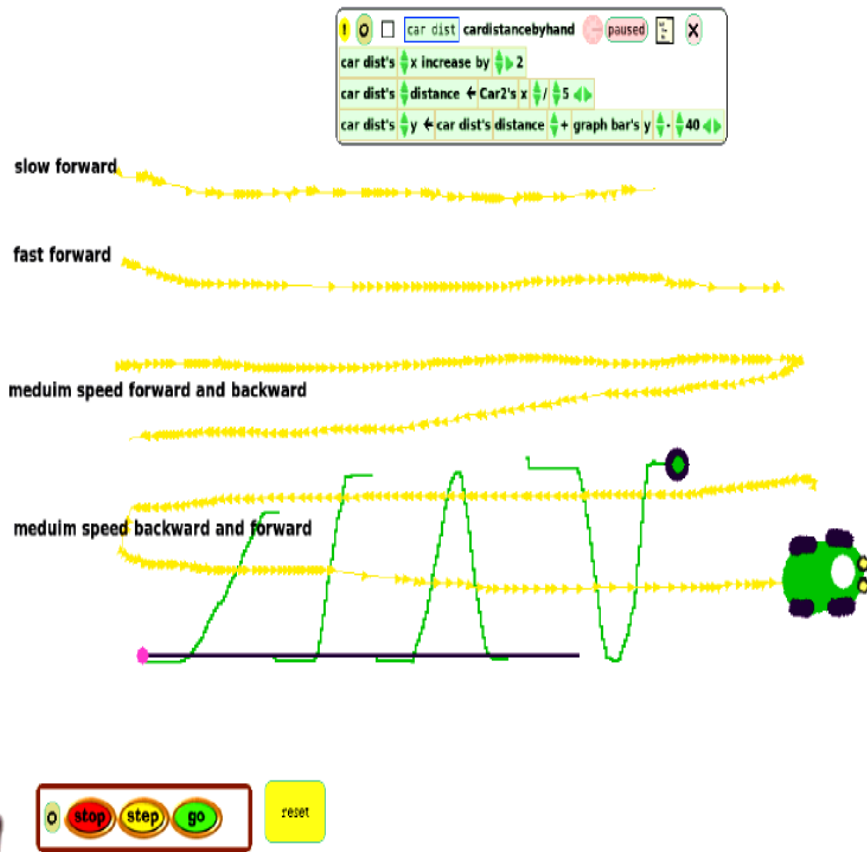 ! car dist cardistancebyhand paused X
car dist's x increase by 2
car dist's distance ← Car2's x / 5
car dist's y ← car dist's distance + graph bar's y - 40
slow forward
fast forward
meduim speed forward and backward
meduim speed backward and forward
stop step go
reset